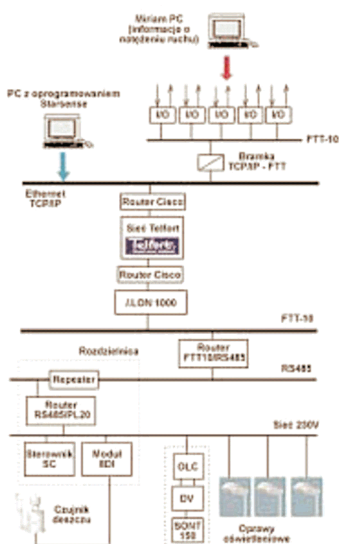 Miriam PC
(informacje o
natężeniu ruchu)
PC z oprogramowaniem
Starsense
I/O
I/O
I/O
I/O
I/O
FTT-10
Bramka
TCP/IP - FTT
Ethernet
TCP/IP
Router Cisco
Sieć Telfort
Telfort
Router Cisco
i.LON 1000
FTT-10
Rozdzielnica
Router
FTT10/RS485
RS485
Repeater
Router
RS485/PL20
Sieć 230V
Sterownik
SC
Moduł
8DI
OLC
DV
SONT
150
Czujnik
deszczu
Oprawy
oświetleniowe